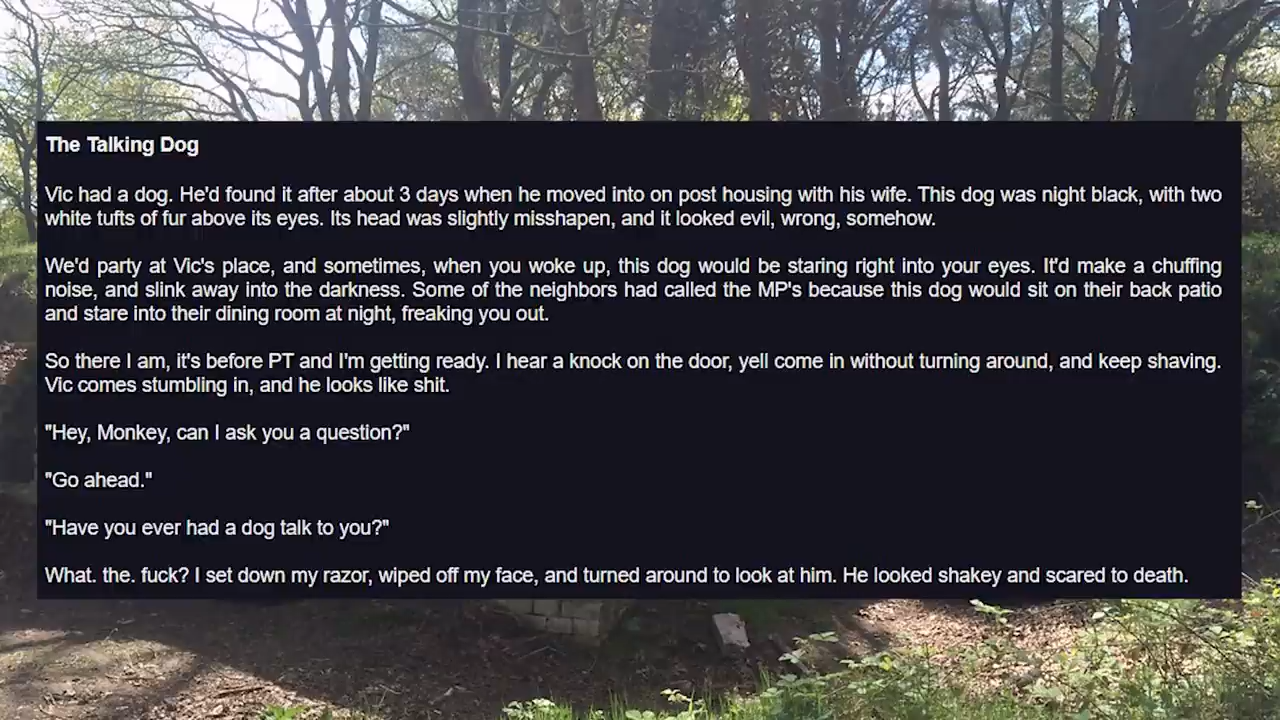 The Talking Dog
Vic had a dog. He'd found it after about 3 days when he moved into on post housing with his wife. This dog was night black, with two
white tufts of fur above its eyes. Its head was slightly misshapen, and it looked evil, wrong, somehow.
We'd party at Vic's place, and sometimes, when you woke up, this dog would be staring right into your eyes. It'd make a chuffing
noise, and slink away into the darkness. Some of the neighbors had called the MP's because this dog would sit on their back patio
and stare into their dining room at night, freaking you out.
So there I am, it's before PT and I'm getting ready. I hear a knock on the door, yell come in without turning around, and keep shaving.
Vic comes stumbling in, and he looks like shit.
"Hey, Monkey, can I ask you a question?"
"Go ahead."
"Have you ever had a dog talk to you?"
What. the. fuck? I set down my razor, wiped off my face, and turned around to look at him. He looked shakey and scared to death.